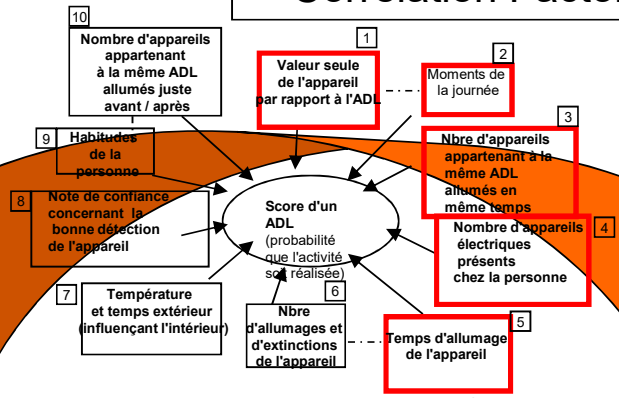 10
Nombre d'appareils
appartenant
à la même ADL
allumés juste
avant / après
1
Valeur seule
de l'appareil
par rapport à l'ADL
2
Moments de
la journée
3
Nbre d'appareils
appartenant à la
même ADL
allumés en
même temps
9
Habitudes
de la
personne
8
Note de confiance
concernant la
bonne détection
de l'appareil
Score d'un
ADL
(probabilité
que l'activité
soit réalisée)
4
Nombre d'appareils
électriques
présents
chez la personne
7
Température
et temps extérieur
(influençant l'intérieur)
6
Nbre
d'allumages et
d'extinctions
de l'appareil
5
Temps d'allumage
de l'appareil